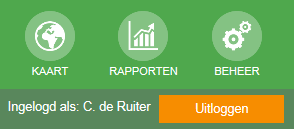 KAART RAPPORTEN BEHEER
Ingelogd als: C. de Ruiter Uitloggen